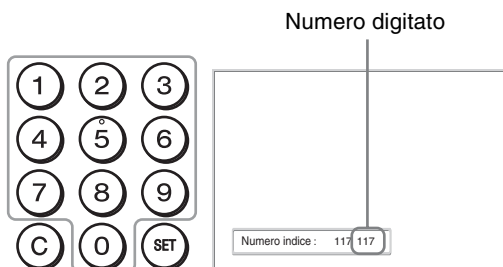 Numero digitato
1 2 3
4 5 6
7 8 9
C 0 SET
Numero indice : 117 117